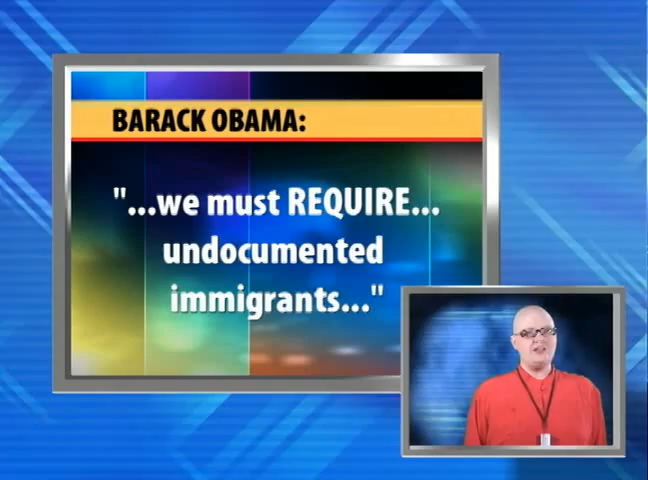 BARACK OBAMA:
"...we must REQUIRE...
undocumented
immigrants..."